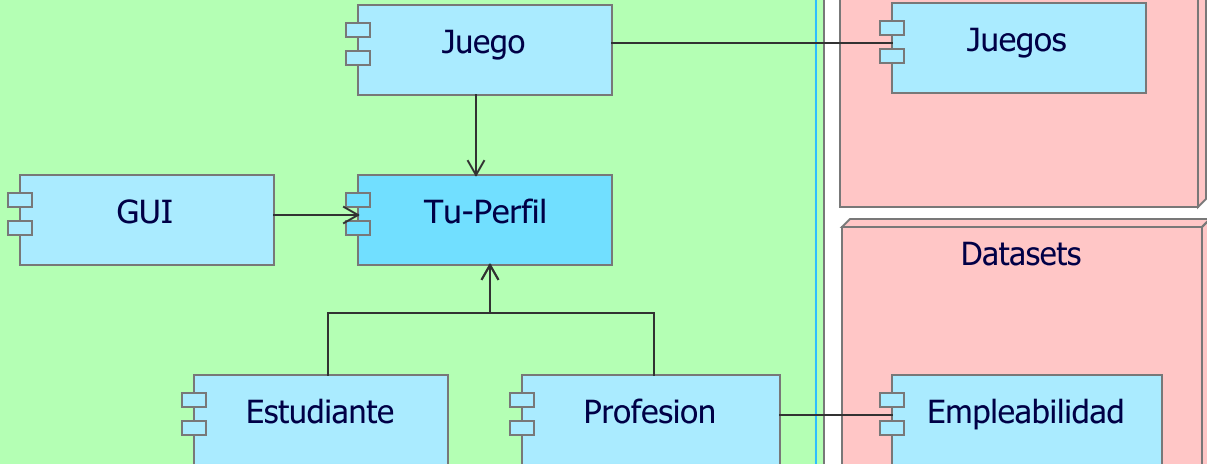 Juego
Juegos
GUI
Tu-Perfil
Datasets
Estudiante
Profesion
Empleabilidad